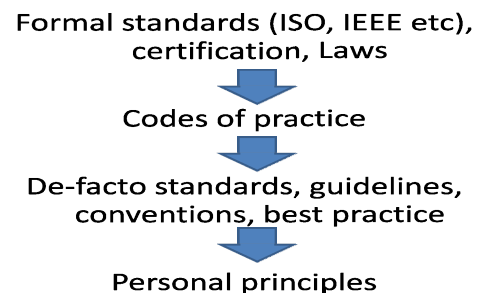 Formal standards (ISO, IEEE etc),
certification, Laws
Codes of practice
De-facto standards, guidelines,
conventions, best practice
Personal principles